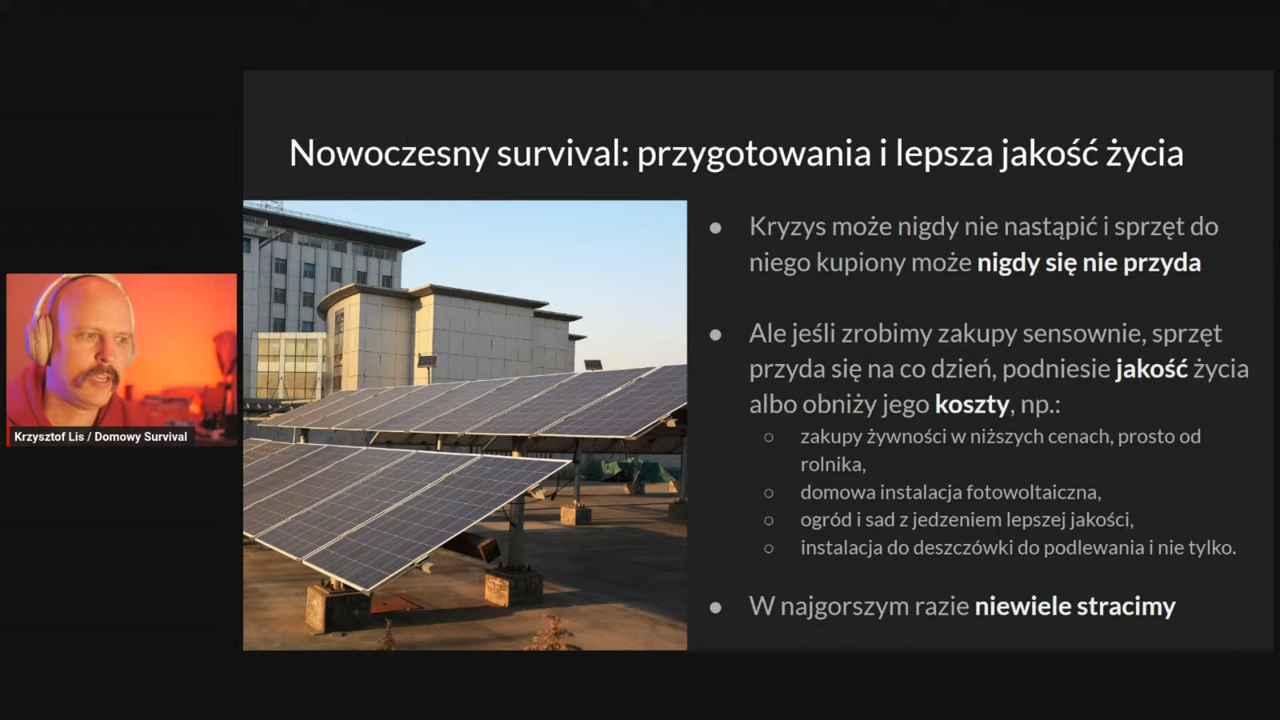 Nowoczesny survival: przygotowania i lepsza jakość życia
Krzysztof Lis / Domowy Survival
● Kryzys może nigdy nie nastąpić i sprzęt do
niego kupiony może nigdy się nie przyda
● Ale jeśli zrobimy zakupy sensownie, sprzęt
przyda się na co dzień, podniesie jakość życia
albo obniży jego koszty, np.:
○ zakupy żywności w niższych cenach, prosto od
rolnika,
○ domowa instalacja fotowoltaiczna,
○ ogród i sad z jedzeniem lepszej jakości,
○ instalacja do deszczówki do podlewania i nie tylko.
● W najgorszym razie niewiele stracimy